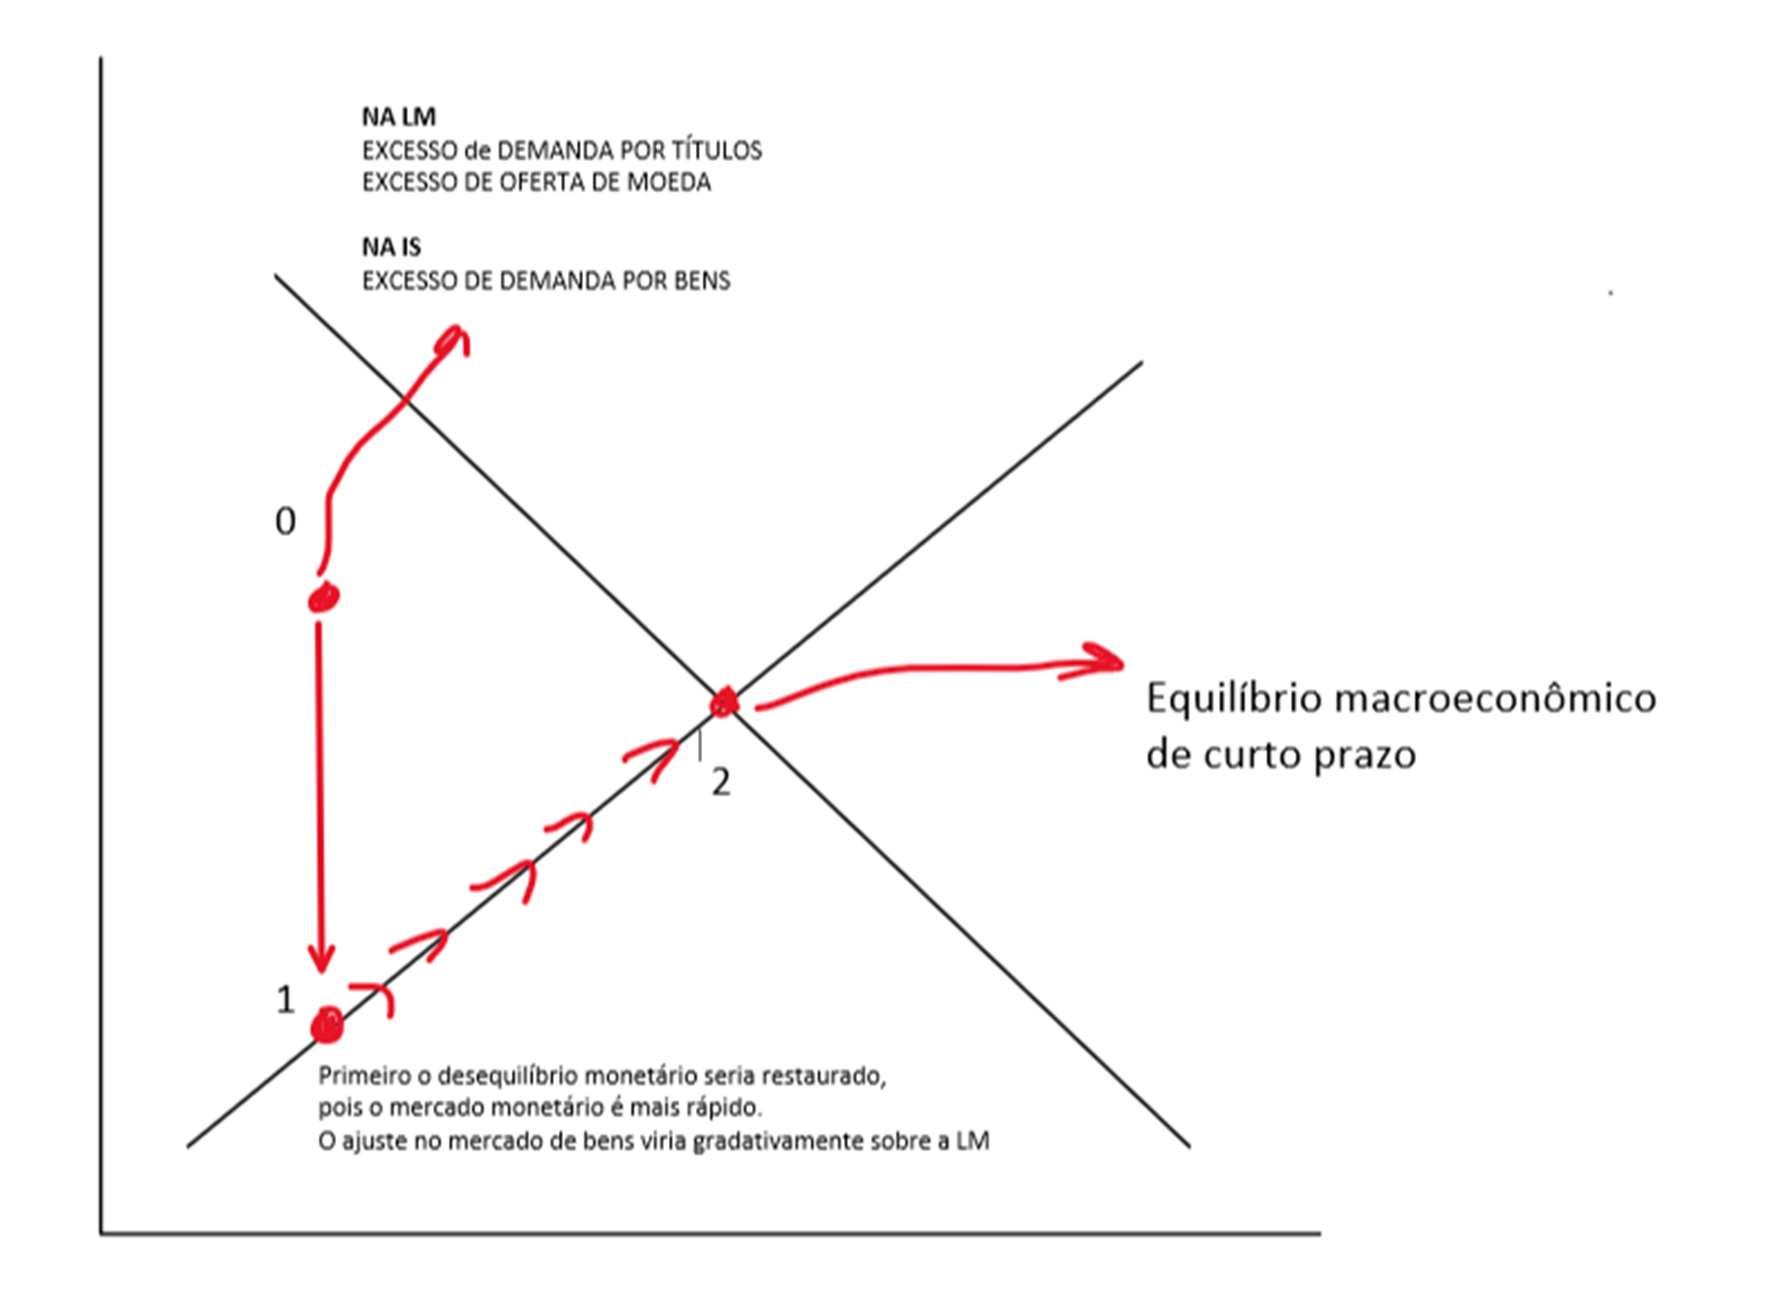 NA LM
EXCESSO de DEMANDA POR TÍTULOS
EXCESSO DE OFERTA DE MOEDA
NA IS
EXCESSO DE DEMANDA POR BENS
0
Equilíbrio macroeconômico
de curto prazo
2
1
Primeiro o desequilíbrio monetário seria restaurado,
pois o mercado monetário é mais rápido.
O ajuste no mercado de bens viria gradativamente sobre a LM